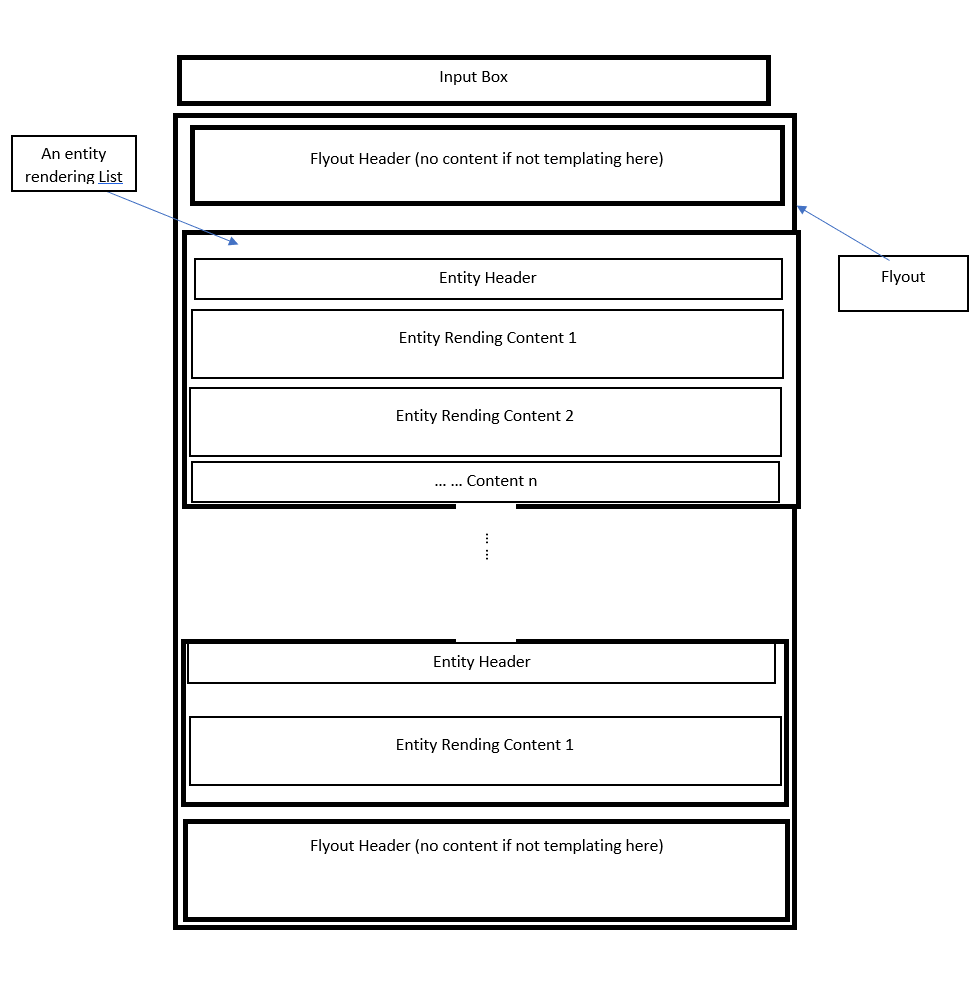 Input Box
An entity
rendering List
Flyout Header (no content if not templating here)
Flyout
Entity Header
Entity Rending Content 1
Entity Rending Content 2
... ... Content n
... ...
Entity Header
Entity Rending Content 1
Flyout Header (no content if not templating here)